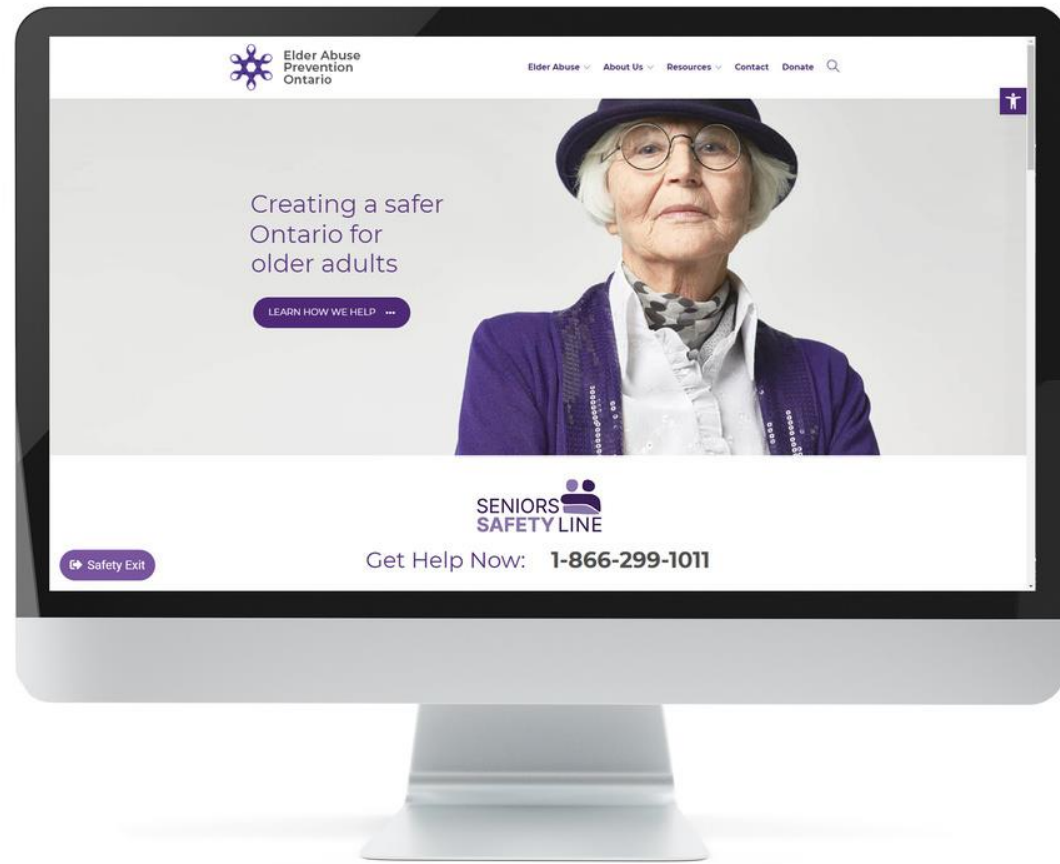 Elder Abuse
Prevention
Ontario
Elder Abuse About Us Resources Contact Donate
Creating a safer
Ontario for
older adults
LEARN HOW WE HELP ...
SENIORS
SAFETY LINE
Safety Exit
Get Help Now: 1-866-299-1011